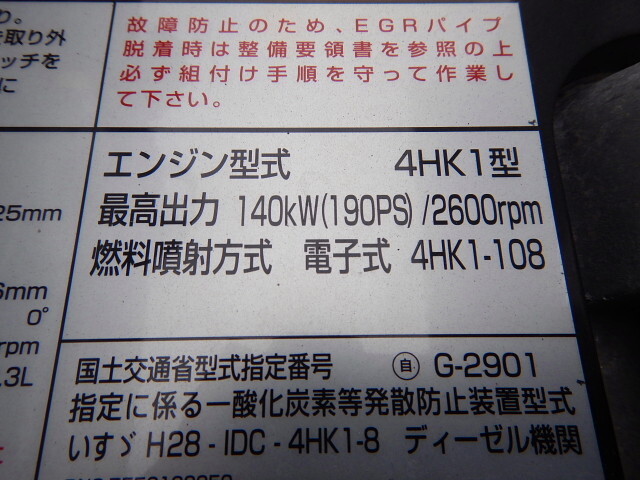 り。
を取り外
ッチを
に
故障防止のため、EGRパイプ
脱着時は整備要領書を参照の上
必ず組付け手順を守って作業し
て下さい。
25mm
6mm
0°
rpm
.3L
エンジン型式 4HK1型
最高出力 140kW(190PS)/2600rpm
燃料噴射方式 電子式 4HK1-108
国土交通省型式指定番号 自 G-2901
指定に係る一酸化炭素等発散防止装置型式
いすゞ H28-IDC-4HK1-8 ディーゼル機関